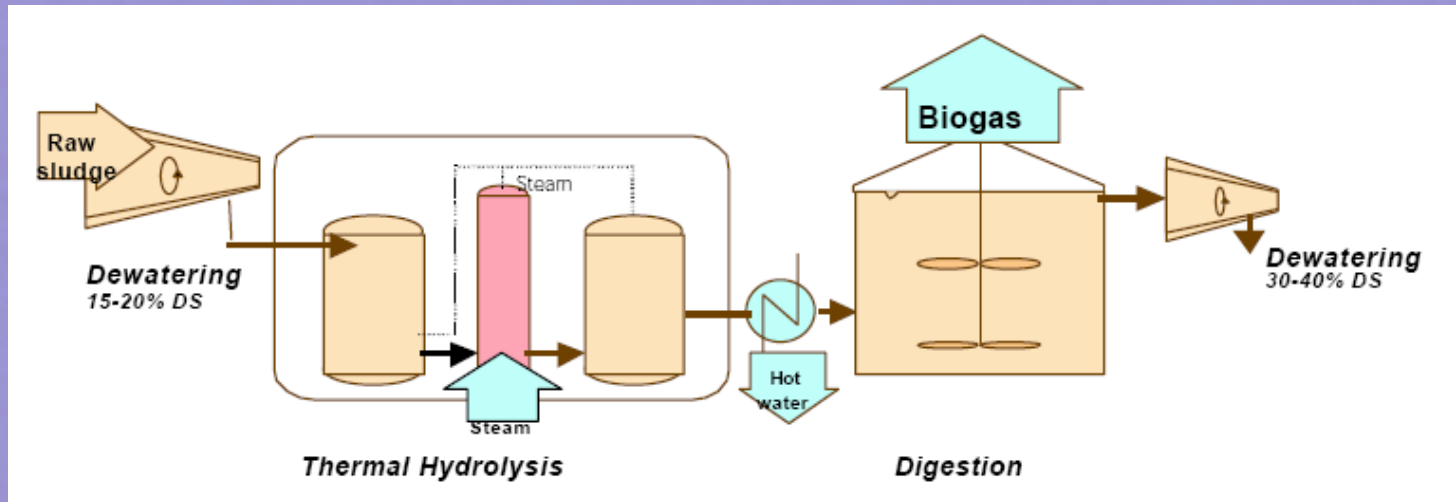 Raw
sludge
Dewatering
15-20% DS
Steam
Steam
Thermal Hydrolysis
Hot
water
Biogas
Digestion
Dewatering
30-40% DS